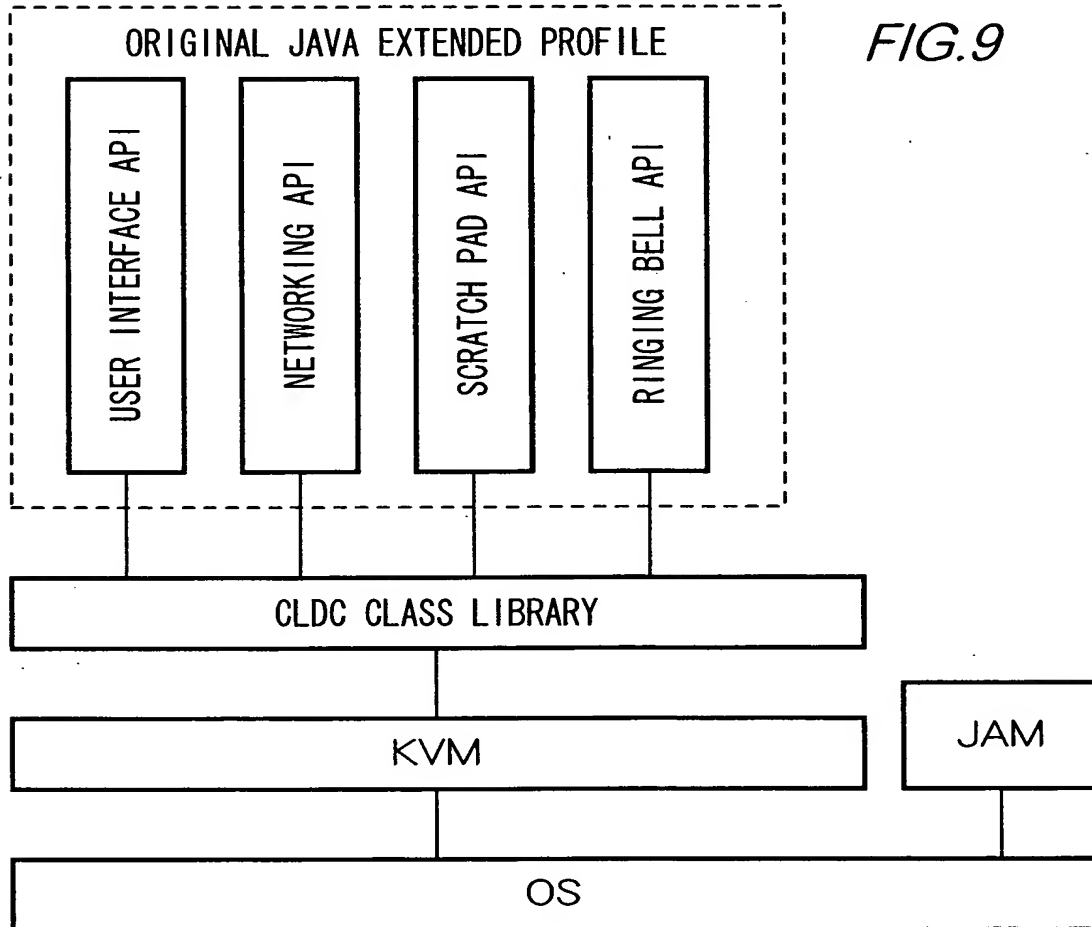 FIG.9
ORIGINAL JAVA EXTENDED PROFILE
USER INTERFACE API
NETWORKING API
SCRATCH PAD API
RINGING BELL API
CLDC CLASS LIBRARY
KVM
JAM
OS